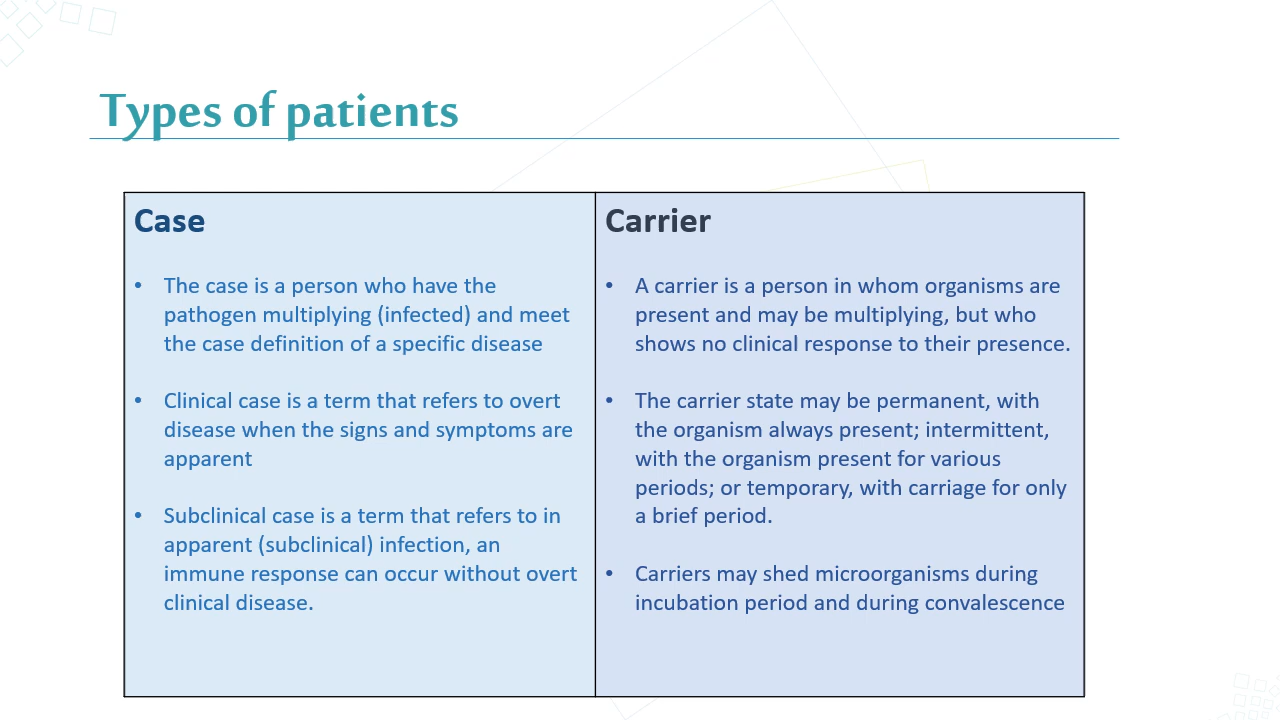 Types of patients
Case
• The case is a person who have the
pathogen multiplying (infected) and meet
the case definition of a specific disease
• Clinical case is a term that refers to overt
disease when the signs and symptoms are
apparent
• Subclinical case is a term that refers to in
apparent (subclinical) infection, an
immune response can occur without overt
clinical disease.
Carrier
• A carrier is a person in whom organisms are
present and may be multiplying, but who
shows no clinical response to their presence.
• The carrier state may be permanent, with
the organism always present; intermittent,
with the organism present for various
periods; or temporary, with carriage for only
a brief period.
• Carriers may shed microorganisms during
incubation period and during convalescence